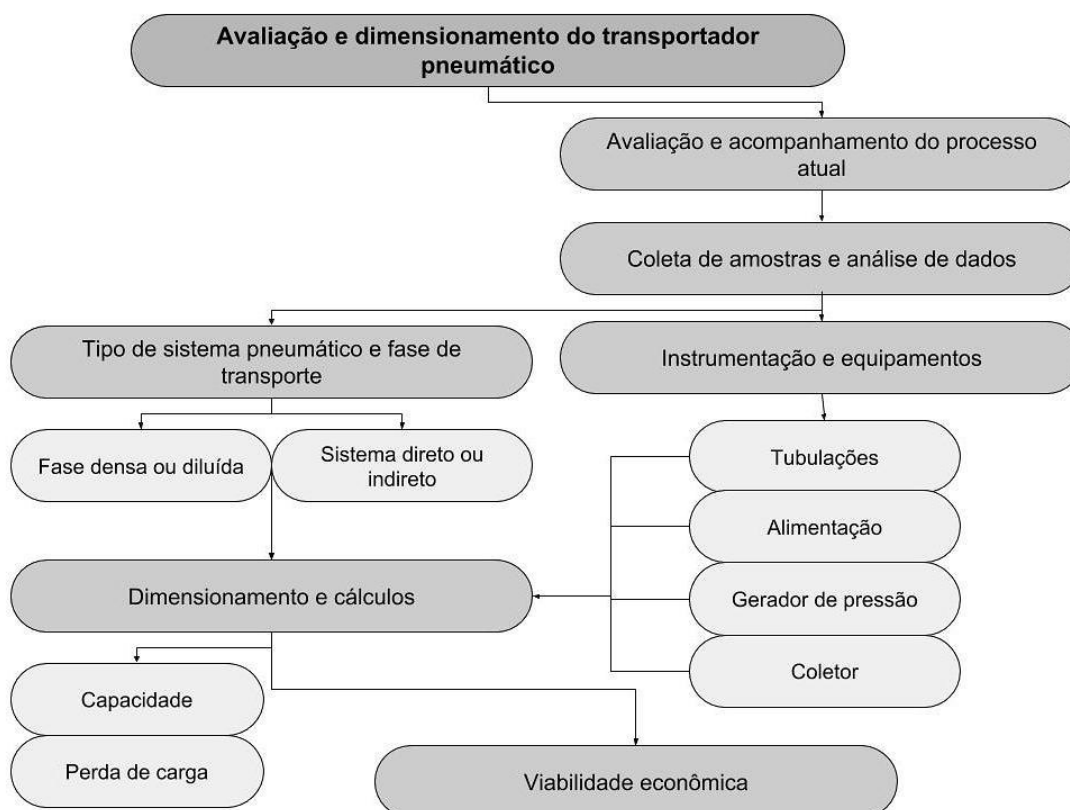 Avaliação e dimensionamento do transportador
pneumático
Avaliação e acompanhamento do processo
atual
Coleta de amostras e análise de dados
Tipo de sistema pneumático e fase de
transporte
Instrumentação e equipamentos
Fase densa ou diluída
Sistema direto ou
indireto
Tubulações
Alimentação
Dimensionamento e cálculos
Gerador de pressão
Coletor
Capacidade
Perda de carga
Viabilidade econômica